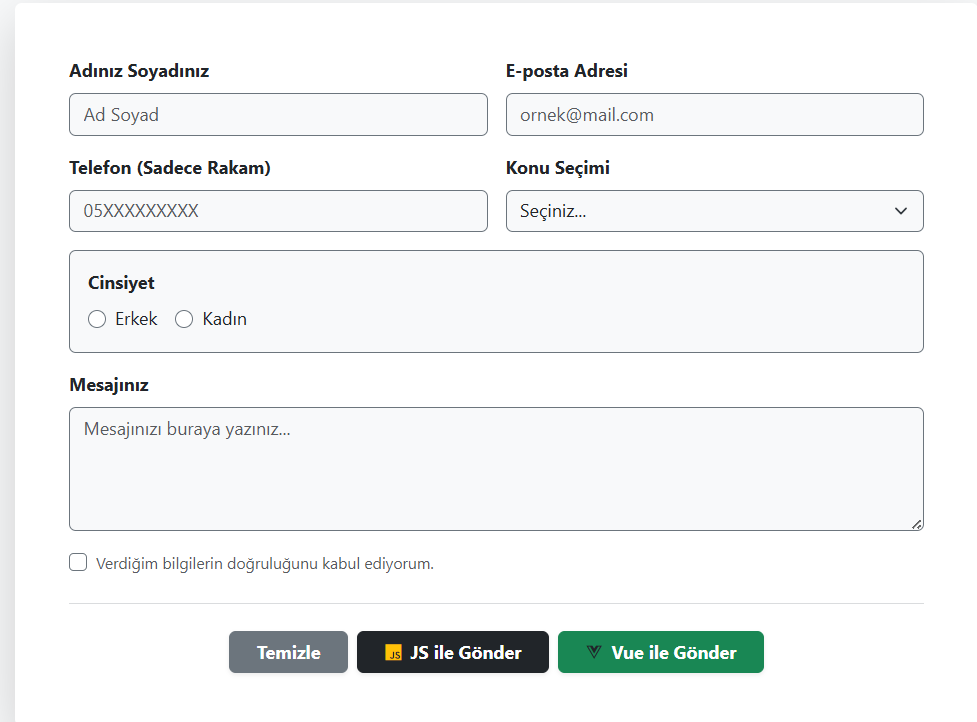 Adınız Soyadınız
E-posta Adresi
Ad Soyad
ornek@mail.com
Telefon (Sadece Rakam)
Konu Seçimi
05XXXXXXXXX
Seçiniz...
Cinsiyet
Erkek
Kadın
Mesajınız
Mesajınızı buraya yazınız...
Verdiğim bilgilerin doğruluğunu kabul ediyorum.
Temizle
JS JS ile Gönder
Vue ile Gönder